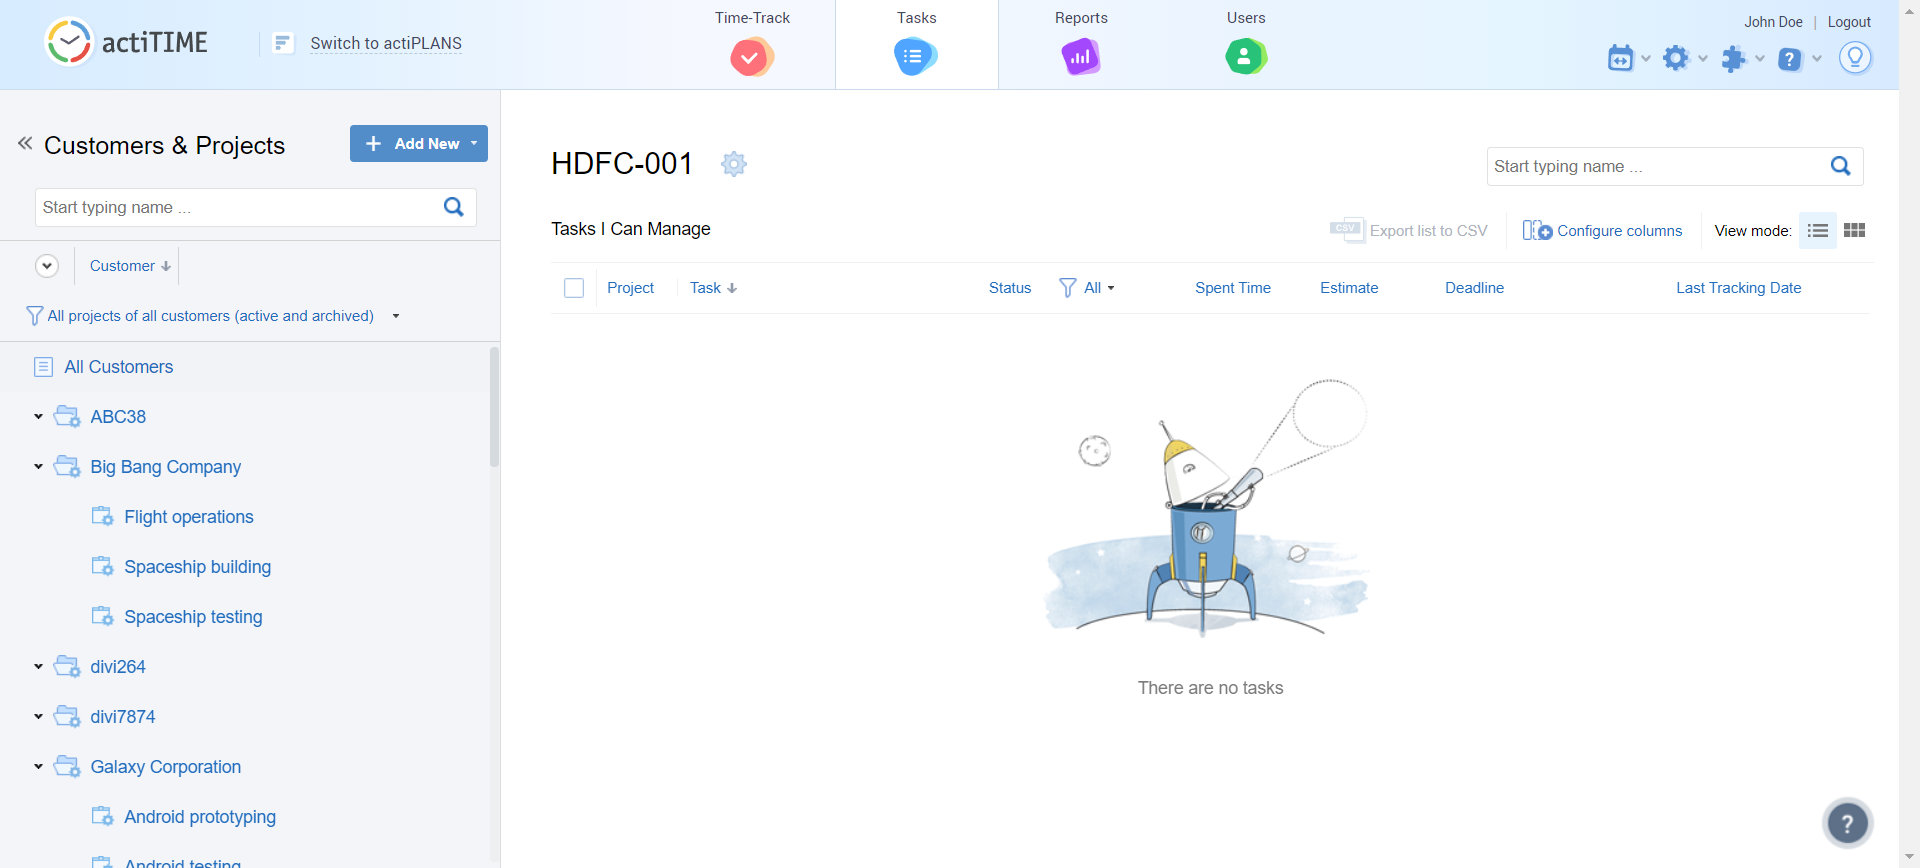 actiTIME
Switch to actiPLANS
Time-Track
Tasks
Reports
Users
John Doe | Logout
Customers & Projects
Add New
Start typing name ...
Customer
All projects of all customers (active and archived)
All Customers
ABC38
Big Bang Company
Flight operations
Spaceship building
Spaceship testing
divi264
divi7874
Galaxy Corporation
Android prototyping
Android testing
HDFC-001
Start typing name ...
Tasks I Can Manage
CSV Export list to CSV
Configure columns
View mode:
Project Task Status All Spent Time Estimate Deadline Last Tracking Date
There are no tasks
?